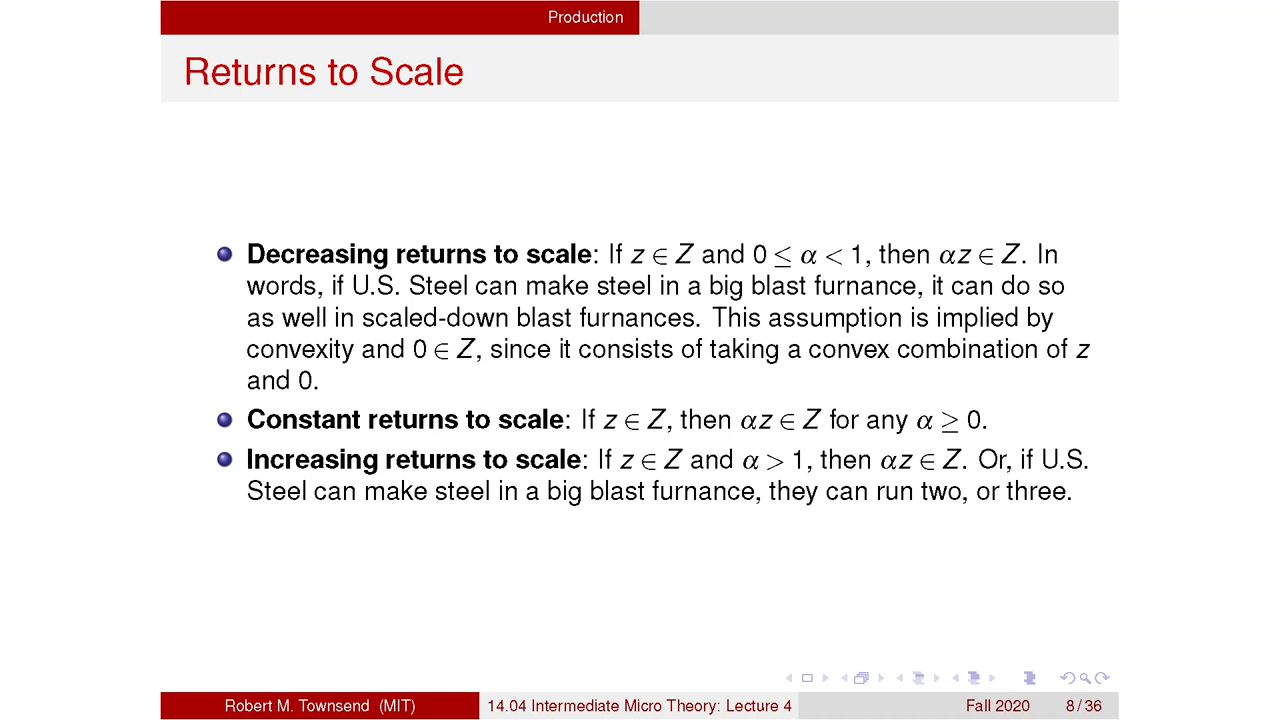 Production
Returns to Scale
Decreasing returns to scale: If z ∈ Z and 0 ≤ α < 1, then αz ∈ Z. In
words, if U.S. Steel can make steel in a big blast furnance, it can do so
as well in scaled-down blast furnances. This assumption is implied by
convexity and 0 ∈ Z, since it consists of taking a convex combination of z
and 0.
Constant returns to scale: If z ∈ Z, then αz ∈ Z for any α ≥ 0.
Increasing returns to scale: If z ∈ Z and α > 1, then αz ∈ Z. Or, if U.S.
Steel can make steel in a big blast furnance, they can run two, or three.
Robert M. Townsend (MIT) 14.04 Intermediate Micro Theory: Lecture 4 Fall 2020 8 / 36